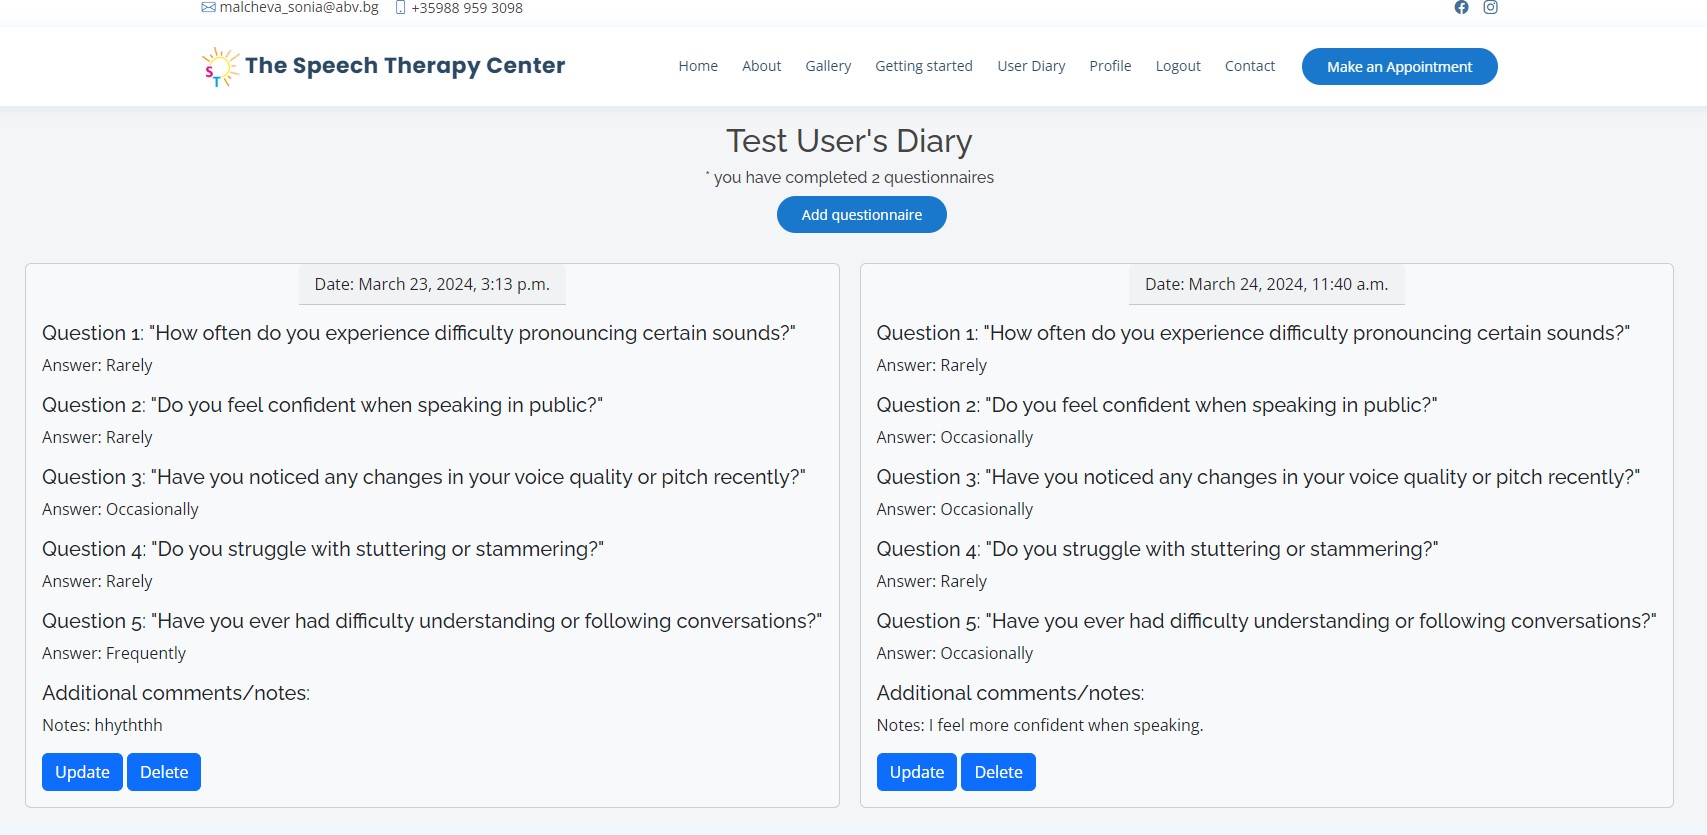 malcheva_sonia@abv.bg +35988 959 3098
ST The Speech Therapy Center Home About Gallery Getting started User Diary Profile Logout Contact Make an Appointment
Test User's Diary
* you have completed 2 questionnaires
Add questionnaire
Date: March 23, 2024, 3:13 p.m.
Question 1: "How often do you experience difficulty pronouncing certain sounds?"
Answer: Rarely
Question 2: "Do you feel confident when speaking in public?"
Answer: Rarely
Question 3: "Have you noticed any changes in your voice quality or pitch recently?"
Answer: Occasionally
Question 4: "Do you struggle with stuttering or stammering?"
Answer: Rarely
Question 5: "Have you ever had difficulty understanding or following conversations?"
Answer: Frequently
Additional comments/notes:
Notes: hhyththh
Update Delete
Date: March 24, 2024, 11:40 a.m.
Question 1: "How often do you experience difficulty pronouncing certain sounds?"
Answer: Rarely
Question 2: "Do you feel confident when speaking in public?"
Answer: Occasionally
Question 3: "Have you noticed any changes in your voice quality or pitch recently?"
Answer: Occasionally
Question 4: "Do you struggle with stuttering or stammering?"
Answer: Rarely
Question 5: "Have you ever had difficulty understanding or following conversations?"
Answer: Occasionally
Additional comments/notes:
Notes: I feel more confident when speaking.
Update Delete